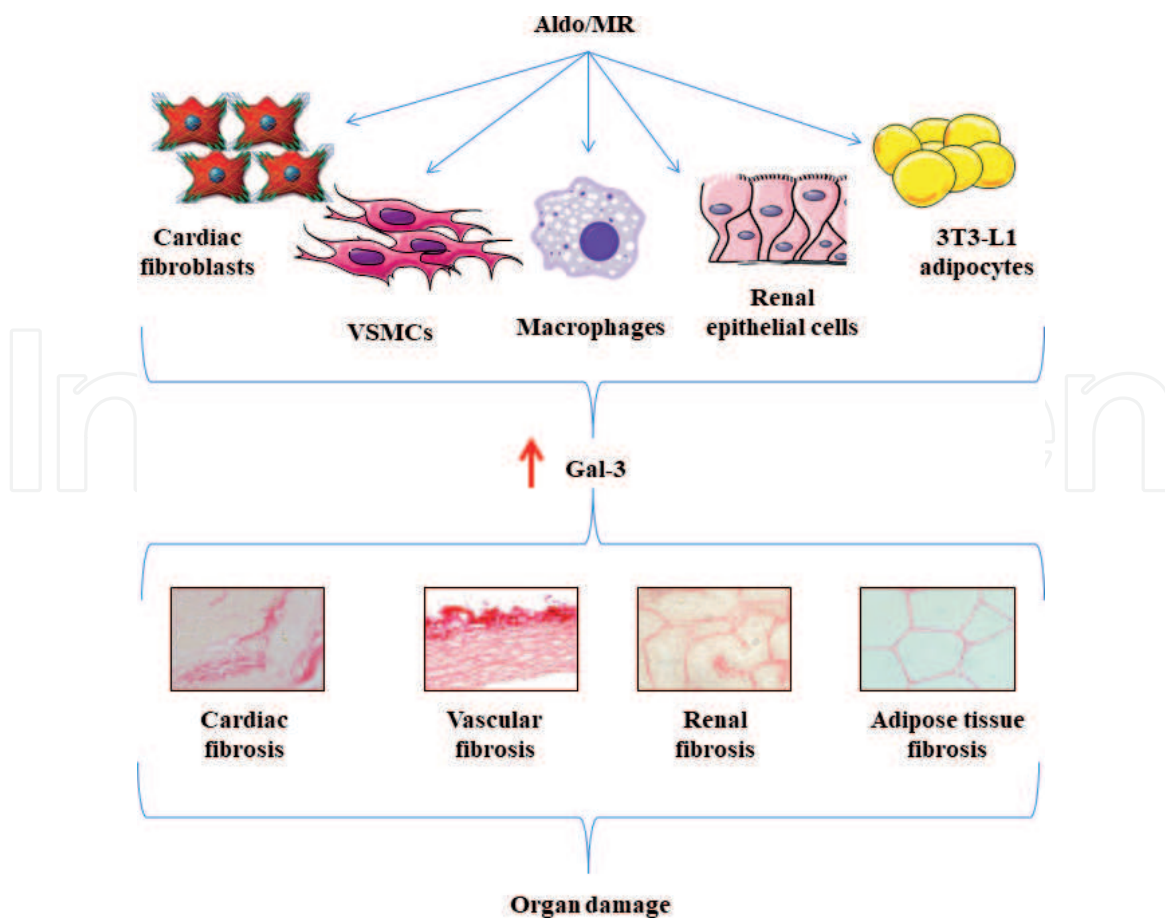 Aldo/MR
Cardiac
fibroblasts
VSMCs
Macrophages
Renal
epithelial cells
3T3-L1
adipocytes
Gal-3
Cardiac
fibrosis
Vascular
fibrosis
Renal
fibrosis
Adipose tissue
fibrosis
Organ damage